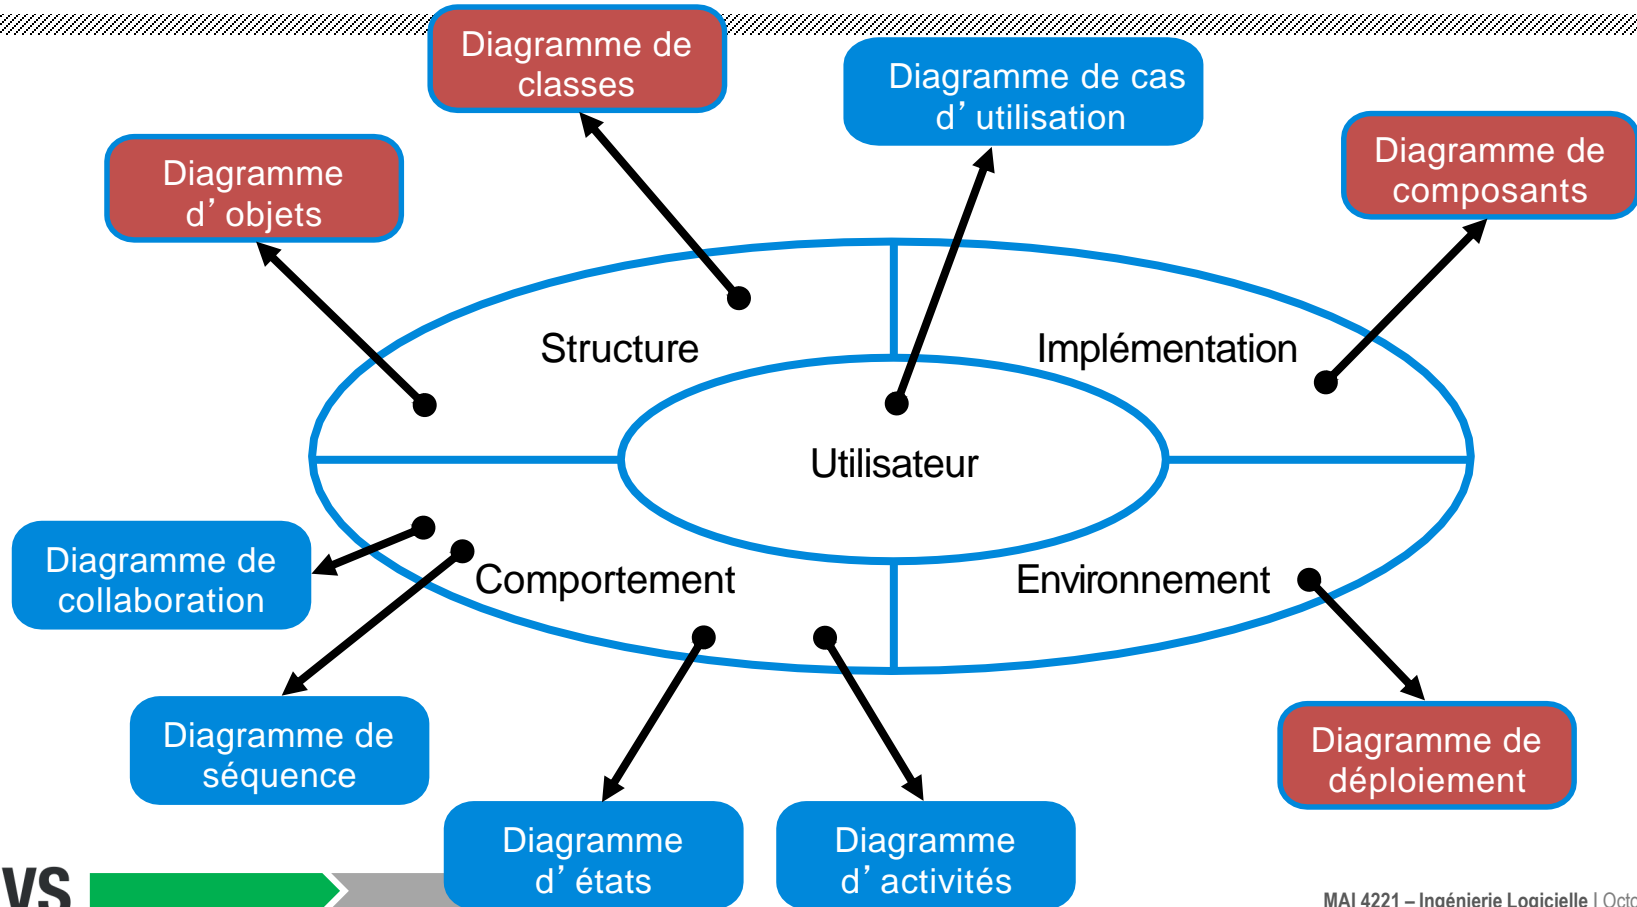 Diagramme de
classes
Diagramme de cas
d’ utilisation
Diagramme
d’ objets
Diagramme de
composants
Structure
Implémentation
Utilisateur
Diagramme de
collaboration
Comportement
Environnement
Diagramme de
séquence
Diagramme de
déploiement
Diagramme
d’ états
Diagramme
d’ activités
VS
MAI 4221 – Ingénierie Logicielle | Octo